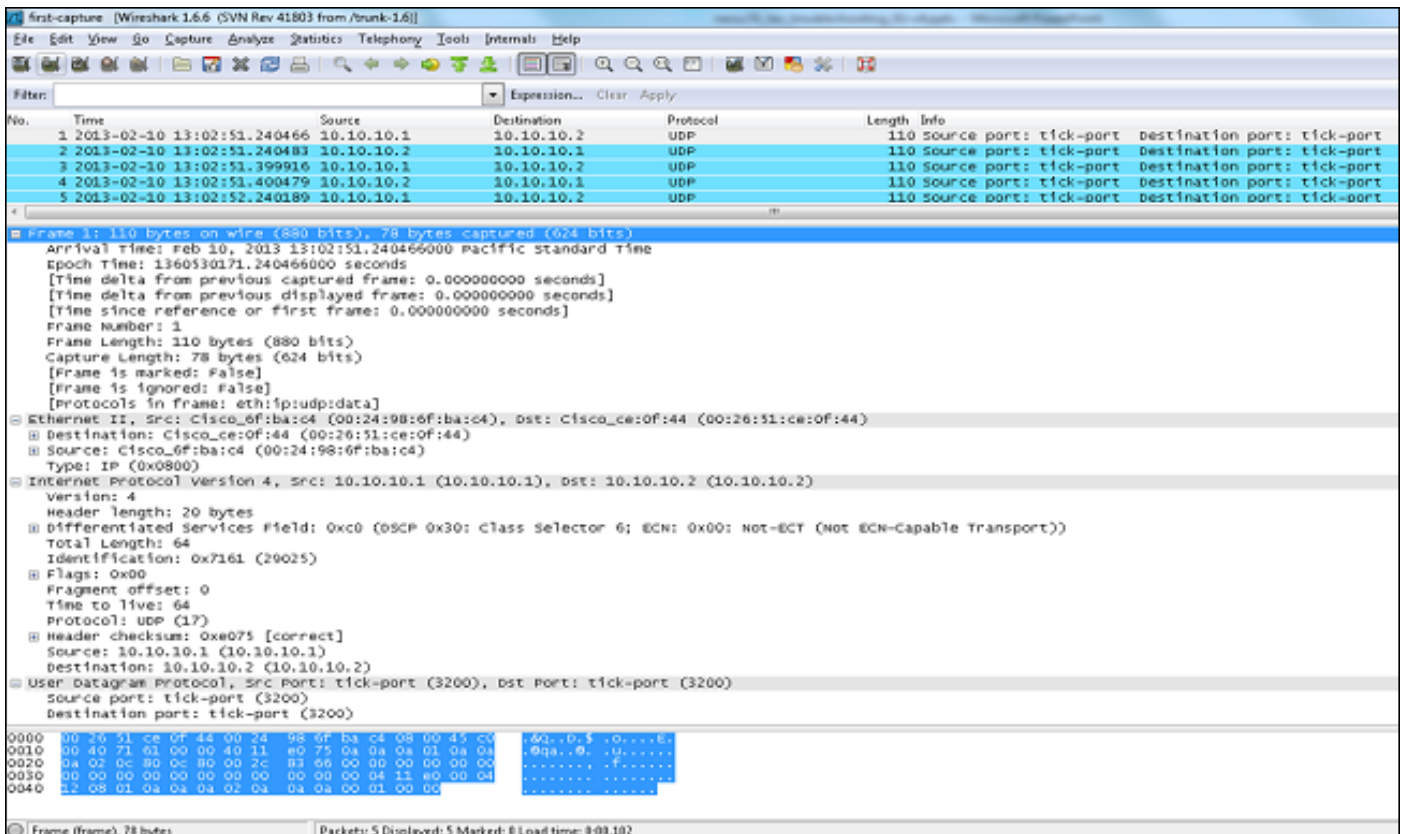 first-capture [Wireshark 1.6.6 (SVN Rev 41803 from /trunk-1.6)]
File Edit View Go Capture Analyze Statistics Telephony Tools Internals Help
Filter: Expression... Clear Apply
No. Time Source Destination Protocol Length Info
1 2013-02-10 13:02:51.240466 10.10.10.1 10.10.10.2 UDP 110 Source port: tick-port Destination port: tick-port
2 2013-02-10 13:02:51.240483 10.10.10.2 10.10.10.1 UDP 110 Source port: tick-port Destination port: tick-port
3 2013-02-10 13:02:51.399916 10.10.10.1 10.10.10.2 UDP 110 Source port: tick-port Destination port: tick-port
4 2013-02-10 13:02:51.400479 10.10.10.2 10.10.10.1 UDP 110 Source port: tick-port Destination port: tick-port
5 2013-02-10 13:02:52.240189 10.10.10.1 10.10.10.2 UDP 110 Source port: tick-port Destination port: tick-port
Frame 1: 110 bytes on wire (880 bits), 78 bytes captured (624 bits)
Arrival Time: Feb 10, 2013 13:02:51.240466000 Pacific Standard Time
Epoch Time: 1360530171.240466000 seconds
[Time delta from previous captured frame: 0.000000000 seconds]
[Time delta from previous displayed frame: 0.000000000 seconds]
[Time since reference or first frame: 0.000000000 seconds]
Frame Number: 1
Frame Length: 110 bytes (880 bits)
Capture Length: 78 bytes (624 bits)
[Frame is marked: False]
[Frame is ignored: False]
[Protocols in frame: eth:ip:udp:data]
Ethernet II, Src: Cisco_6f:ba:c4 (00:24:98:6f:ba:c4), Dst: Cisco_ce:0f:44 (00:26:51:ce:0f:44)
Destination: Cisco_ce:0f:44 (00:26:51:ce:0f:44)
Source: Cisco_6f:ba:c4 (00:24:98:6f:ba:c4)
Type: IP (0x0800)
Internet Protocol Version 4, Src: 10.10.10.1 (10.10.10.1), Dst: 10.10.10.2 (10.10.10.2)
Version: 4
Header length: 20 bytes
Differentiated Services Field: 0xc0 (DSCP 0x30: Class Selector 6; ECN: 0x00: Not-ECT (Not ECN-Capable Transport))
Total Length: 64
Identification: 0x7161 (29025)
Flags: 0x00
Fragment offset: 0
Time to live: 64
Protocol: UDP (17)
Header checksum: 0xe075 [correct]
Source: 10.10.10.1 (10.10.10.1)
Destination: 10.10.10.2 (10.10.10.2)
User Datagram Protocol, Src Port: tick-port (3200), Dst Port: tick-port (3200)
Source port: tick-port (3200)
Destination port: tick-port (3200)
0000 00 26 51 ce 0f 44 00 24 98 6f ba c4 08 00 45 c0 .&Q..D.$ .o....E.
0010 00 40 71 61 00 00 40 11 e0 75 0a 0a 0a 01 0a 0a .@qa..@. .u......
0020 0a 02 0c 80 0c 80 00 2c 83 66 00 00 00 00 00 00 ......., .f......
0030 00 00 00 00 00 00 00 00 00 00 04 11 e0 00 04 ........ ........
0040 12 08 01 0a 0a 0a 02 0a 0a 0a 00 01 00 00 ........ ......
Frame (frame), 78 bytes Packets: 5 Displayed: 5 Marked: 0 Load time: 0:00.102